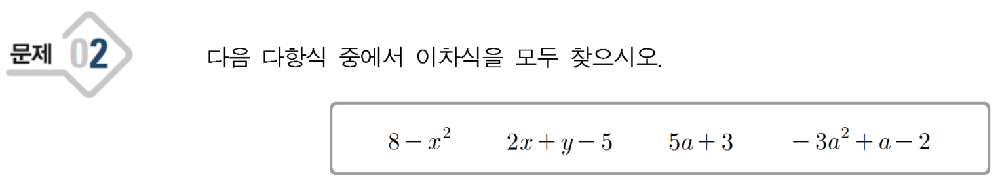 문제 02
다음 다항식 중에서 이차식을 모두 찾으시오.
8 − x² 2x + y − 5 5a + 3 − 3a² + a − 2